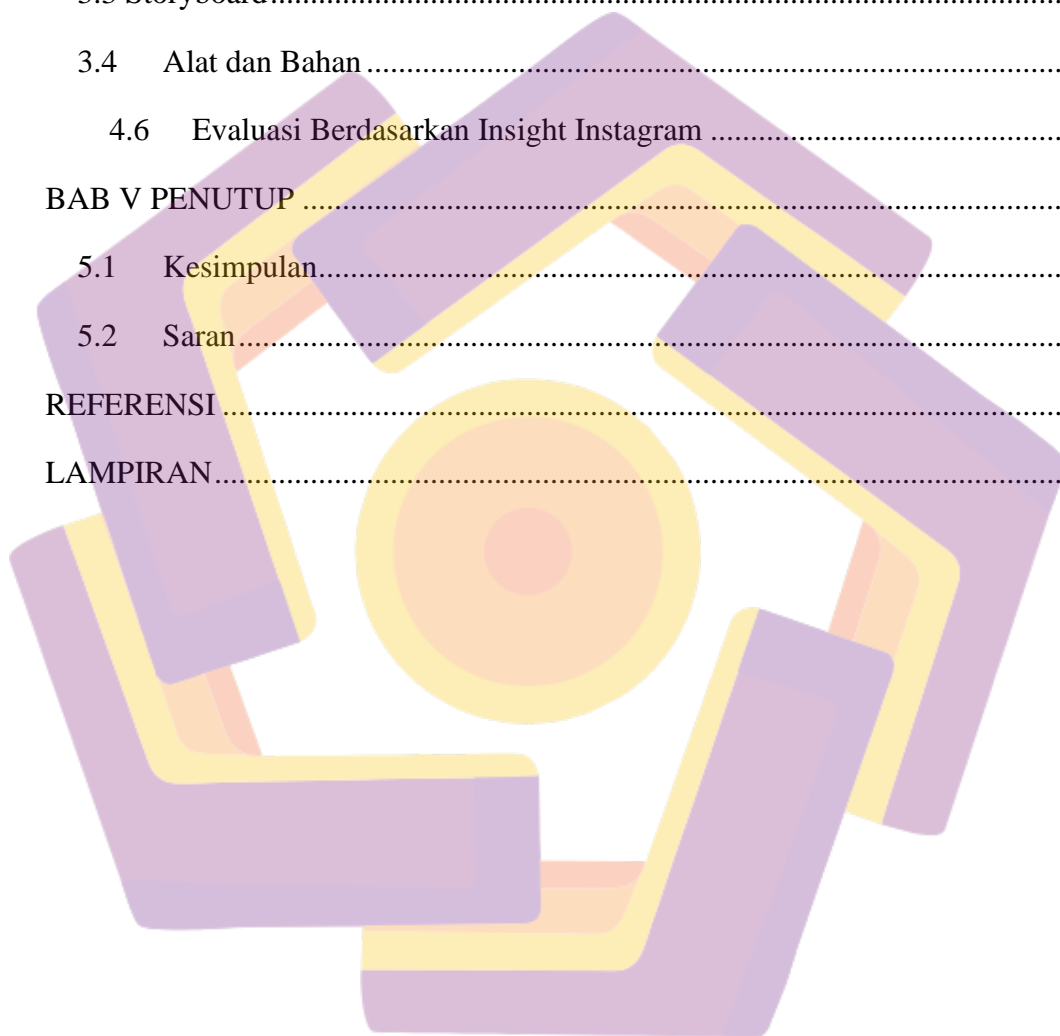 Storyboard..........................................................................................
3.4 Alat dan Bahan..........................................................................................
4.6 Evaluasi Berdasarkan Insight Instagram..............................................
BAB V PENUTUP..........................................................................................
5.1 Kesimpulan..........................................................................................
5.2 Saran..........................................................................................
REFERENSI..........................................................................................
LAMPIRAN..........................................................................................